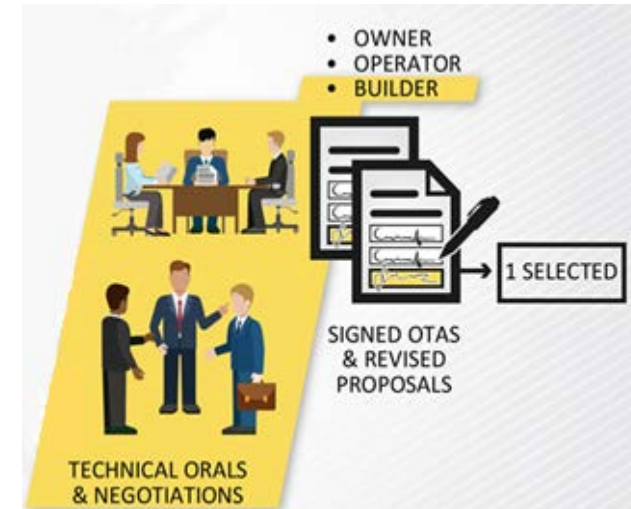 • OWNER
• OPERATOR
• BUILDER
1 SELECTED
SIGNED OTAS
& REVISED
PROPOSALS
TECHNICAL ORALS
& NEGOTIATIONS